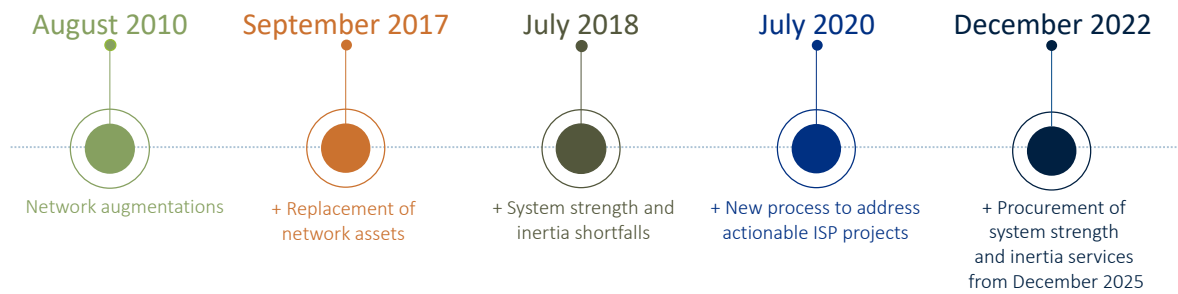 August 2010
September 2017
July 2018
July 2020
December 2022
Network augmentations
+ Replacement of
network assets
+ System strength and
inertia shortfalls
+ New process to address
actionable ISP projects
+ Procurement of
system strength
and inertia services
from December 2025